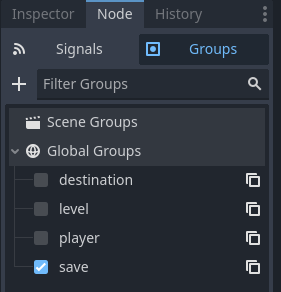 Inspector Node History
Signals Groups
Filter Groups
Scene Groups
Global Groups
destination
level
player
save